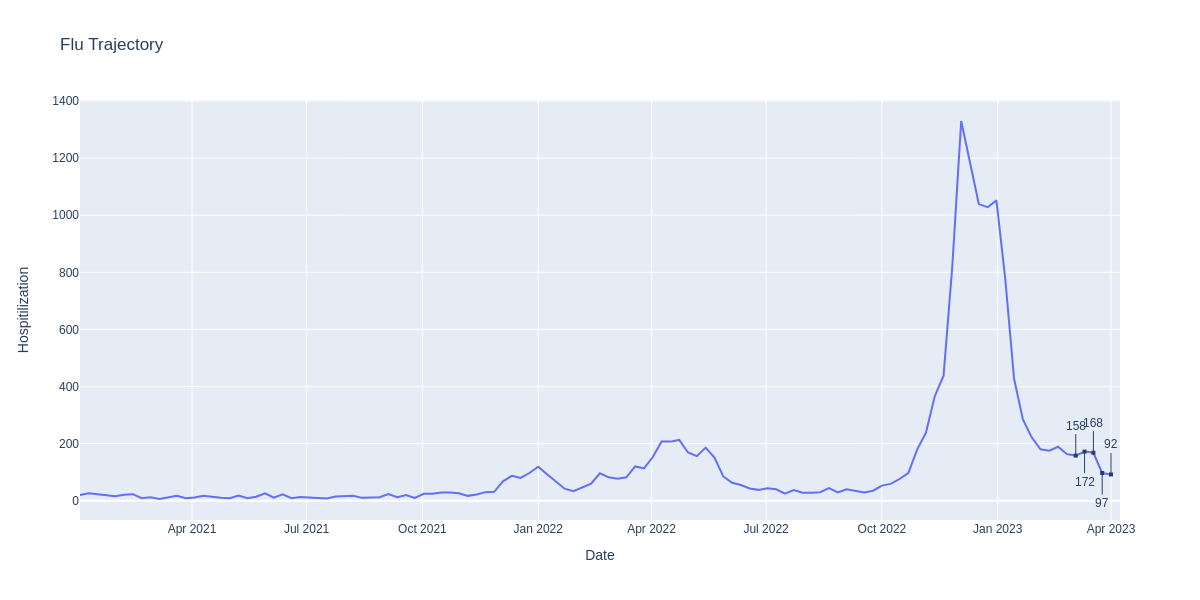 Flu Trajectory
1400
1200
1000
800
600
400
200
0
Hospitilization
158
168
92
172
97
Apr 2021
Jul 2021
Oct 2021
Jan 2022
Apr 2022
Jul 2022
Oct 2022
Jan 2023
Apr 2023
Date